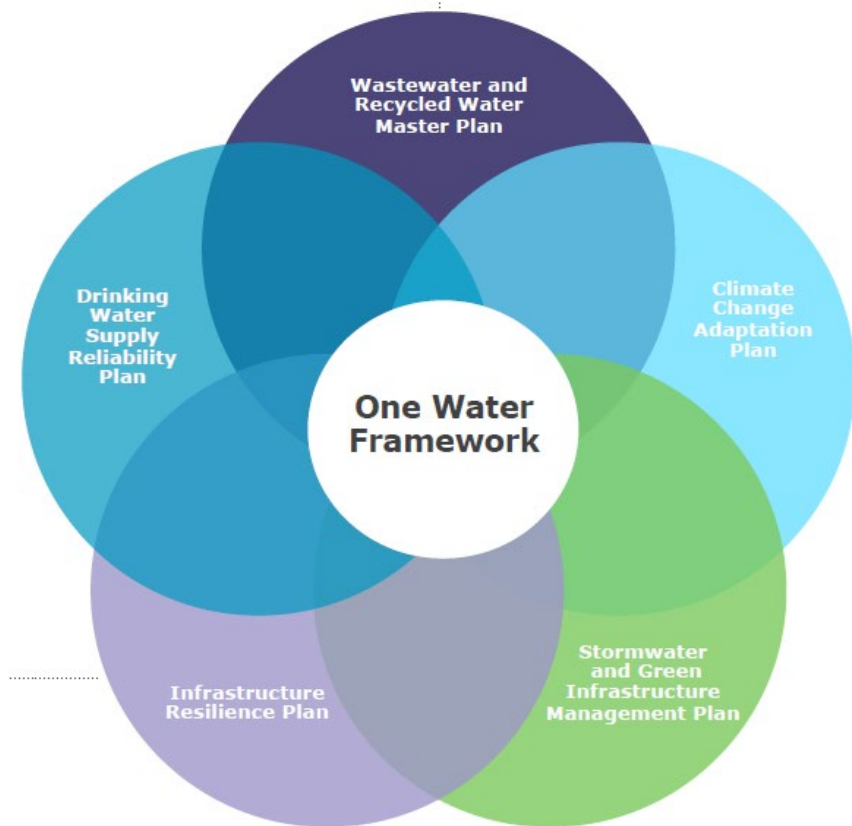 Wastewater and
Recycled Water
Master Plan
Drinking
Water
Supply
Reliability
Plan
Climate
Change
Adaptation
Plan
One Water
Framework
Infrastructure
Resilience Plan
Stormwater
and Green
Infrastructure
Management Plan